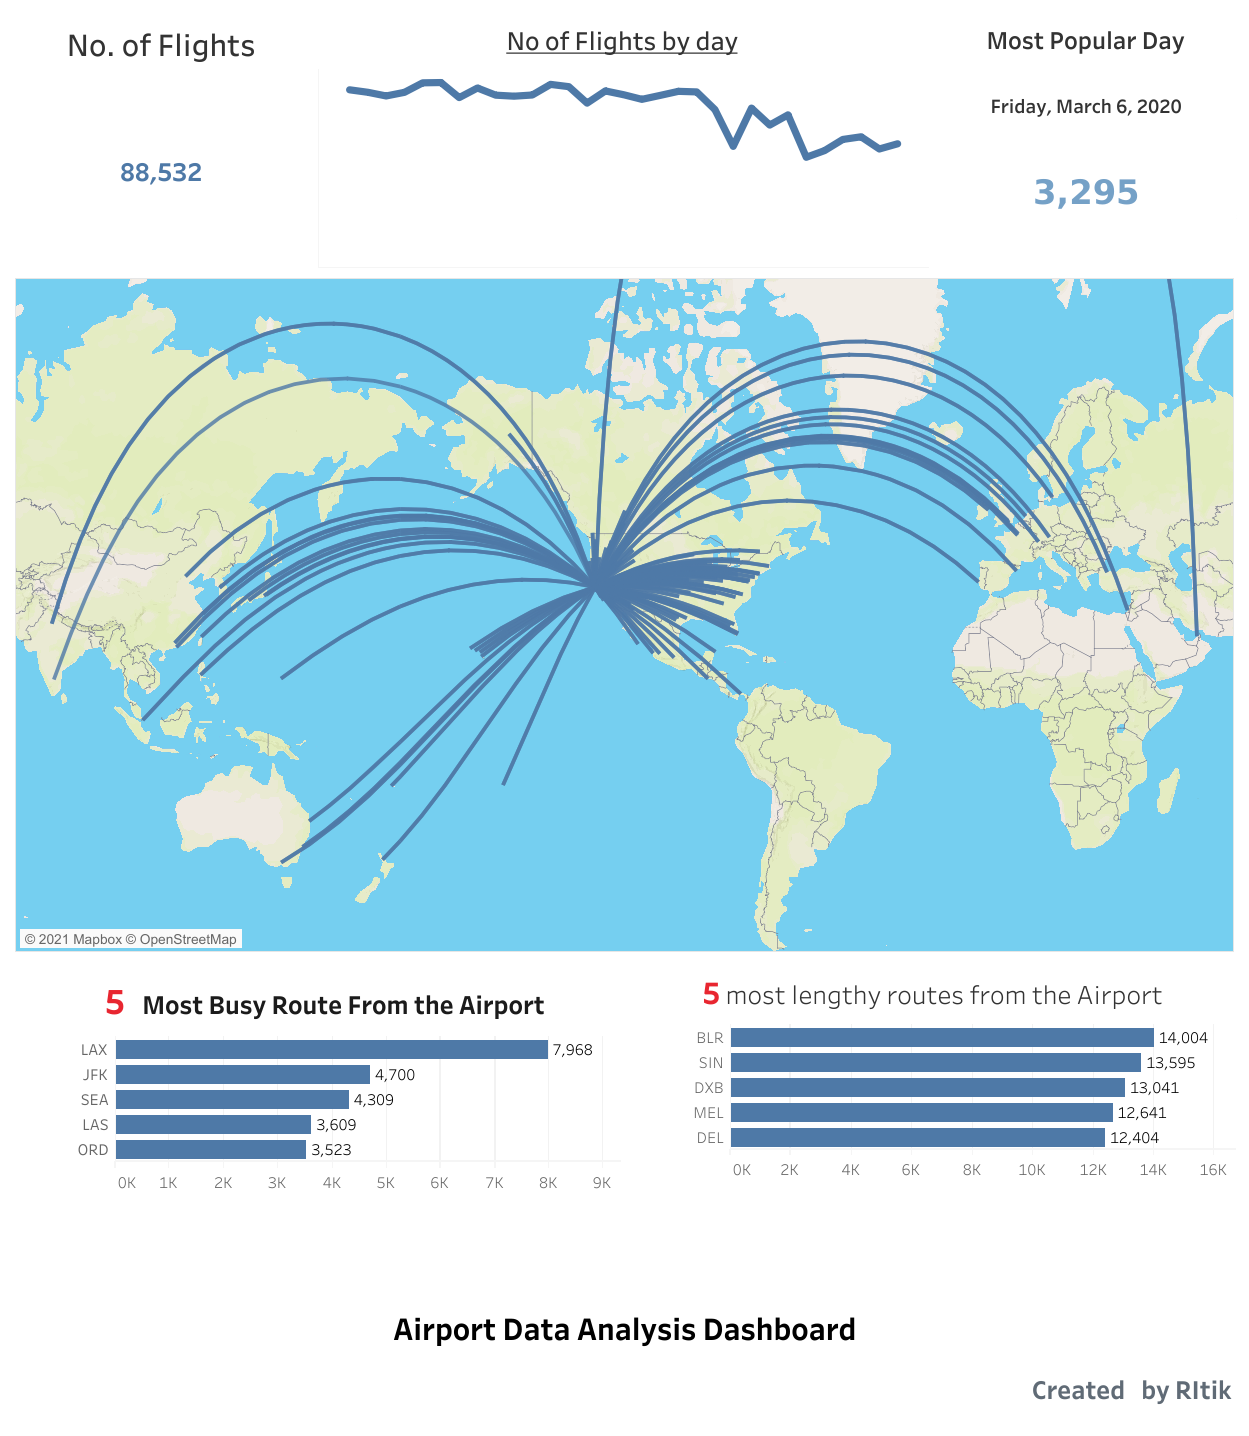 No. of Flights
No of Flights by day
Most Popular Day
Friday, March 6, 2020
88,532
3,295
© 2021 Mapbox © OpenStreetMap
5 Most Busy Route From the Airport
LAX 7,968
JFK 4,700
SEA 4,309
LAS 3,609
ORD 3,523
0K 1K 2K 3K 4K 5K 6K 7K 8K 9K
5 most lengthy routes from the Airport
BLR 14,004
SIN 13,595
DXB 13,041
MEL 12,641
DEL 12,404
0K 2K 4K 6K 8K 10K 12K 14K 16K
Airport Data Analysis Dashboard
Created by RItik